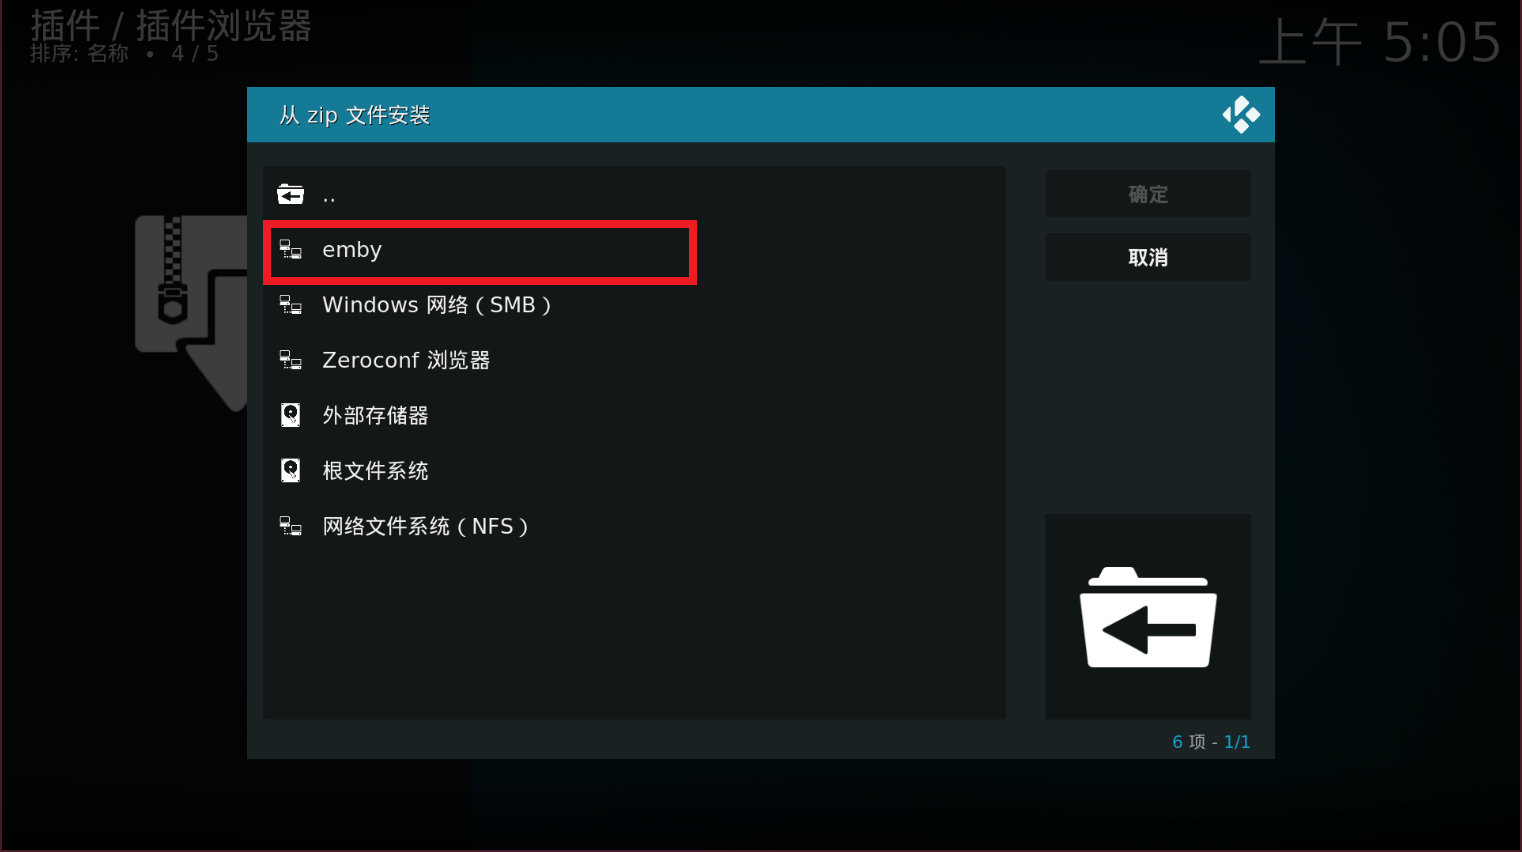 插件 / 插件浏览器
排序: 名称 • 4 / 5
上午 5:05
从 zip 文件安装
..
emby
Windows 网络（SMB）
Zeroconf 浏览器
外部存储器
根文件系统
网络文件系统（NFS）
确定
取消
6 项 - 1/1